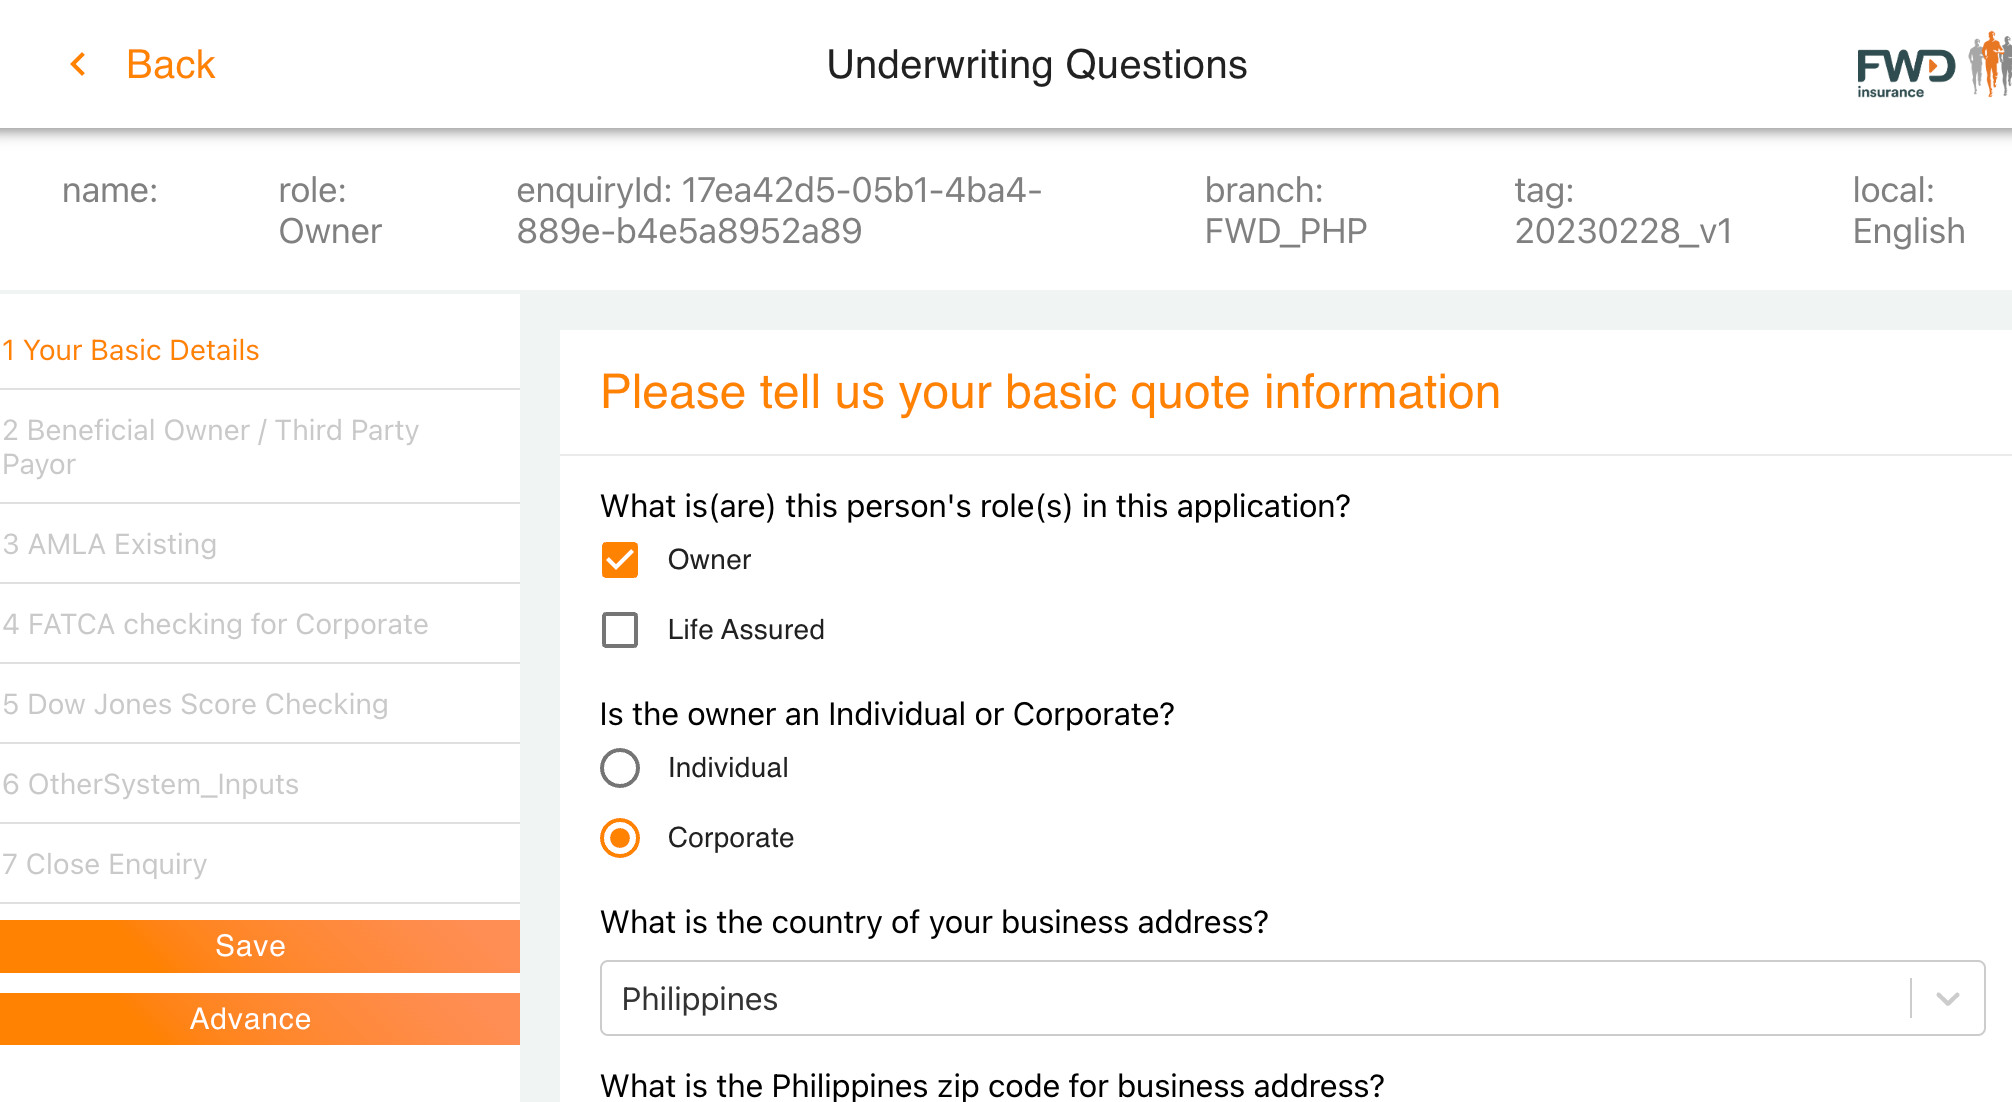 Back
Underwriting Questions
FWD
insurance
name:
role:
Owner
enquiryId: 17ea42d5-05b1-4ba4-
889e-b4e5a8952a89
branch:
FWD_PHP
tag:
20230228_v1
local:
English
1 Your Basic Details
2 Beneficial Owner / Third Party
Payor
3 AMLA Existing
4 FATCA checking for Corporate
5 Dow Jones Score Checking
6 OtherSystem_Inputs
7 Close Enquiry
Save
Advance
Please tell us your basic quote information
What is(are) this person's role(s) in this application?
Owner
Life Assured
Is the owner an Individual or Corporate?
Individual
Corporate
What is the country of your business address?
Philippines
What is the Philippines zip code for business address?